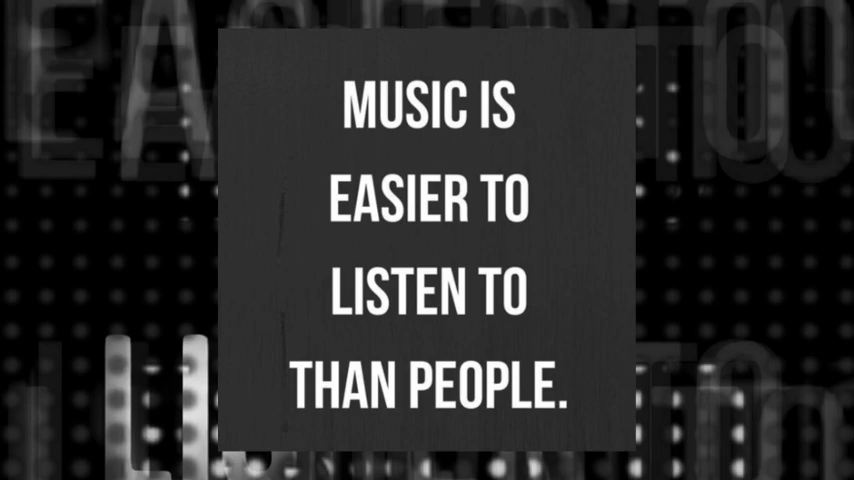 MUSIC IS
EASIER TO
LISTEN TO
THAN PEOPLE.